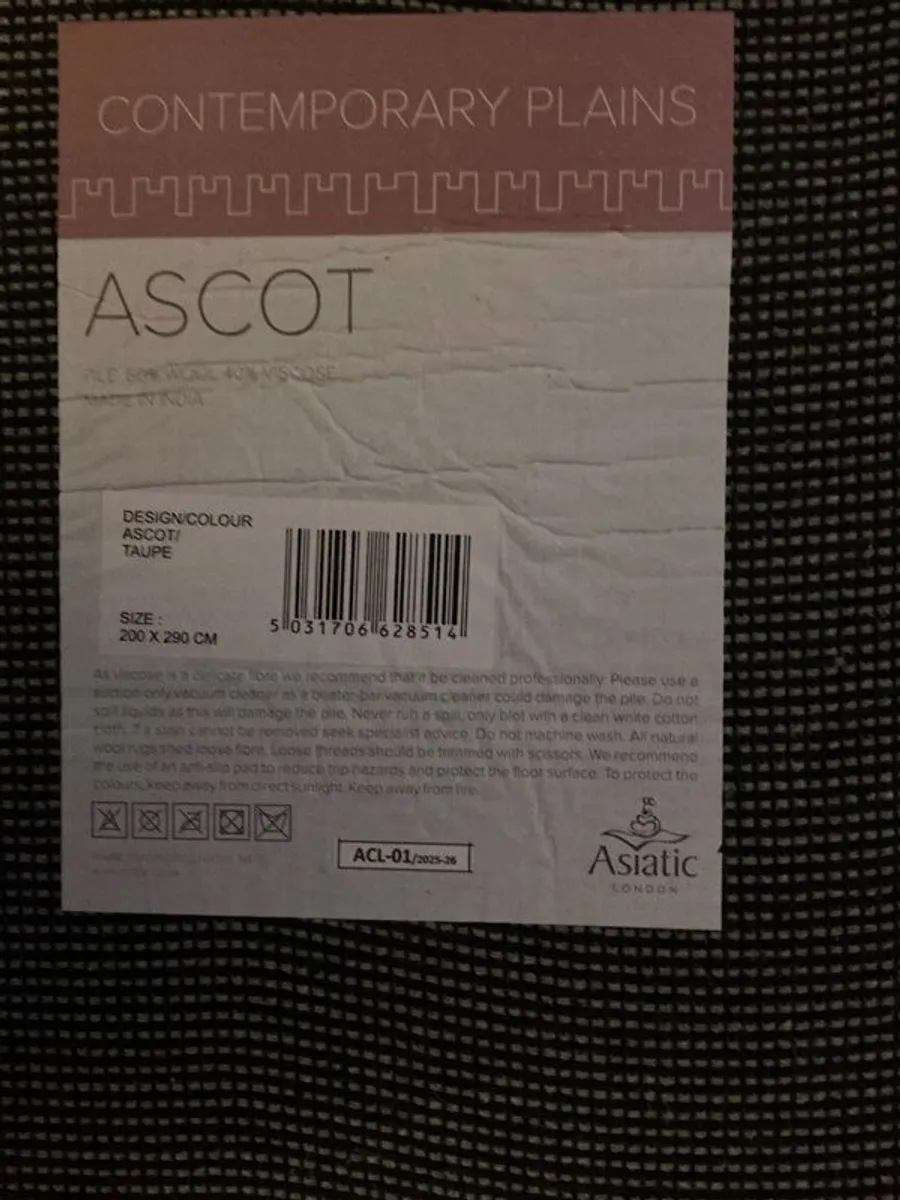 CONTEMPORARY PLAINS
ASCOT
PILE: 60% WOOL 40% VISCOSE
MADE IN INDIA
DESIGN/COLOUR
ASCOT/
TAUPE
SIZE :
200 X 290 CM
5 031706 628514
As viscose is a delicate fibre we recommend that it be cleaned professionally. Please use a
suction only vacuum cleaner as a beater-bar vacuum cleaner could damage the pile. Do not
spill liquids as this will damage the pile. Never rub a spill, only blot with a clean white cotton
cloth. If a stain cannot be removed seek specialist advice. Do not machine wash. All natural
wool rugs shed loose fibre. Loose threads should be trimmed with scissors. We recommend
the use of an anti-slip pad to reduce trip hazards and protect the floor surface. To protect the
colours, keep away from direct sunlight. Keep away from fire.
ACL-01/2025-26
Asiatic
LONDON